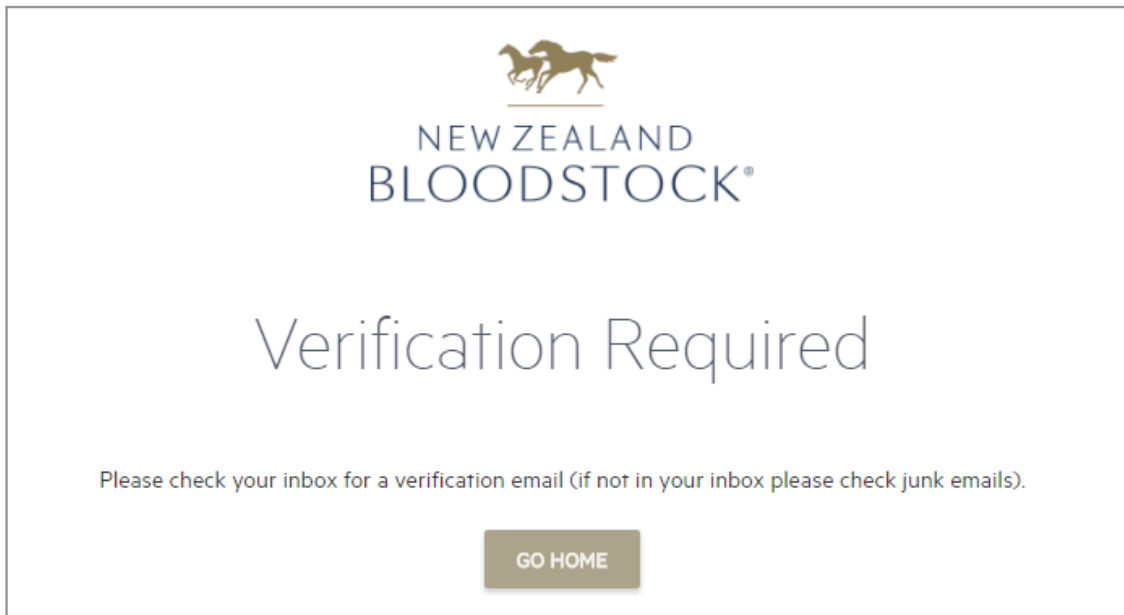 NEW ZEALAND
BLOODSTOCK®
Verification Required
Please check your inbox for a verification email (if not in your inbox please check junk emails).
GO HOME